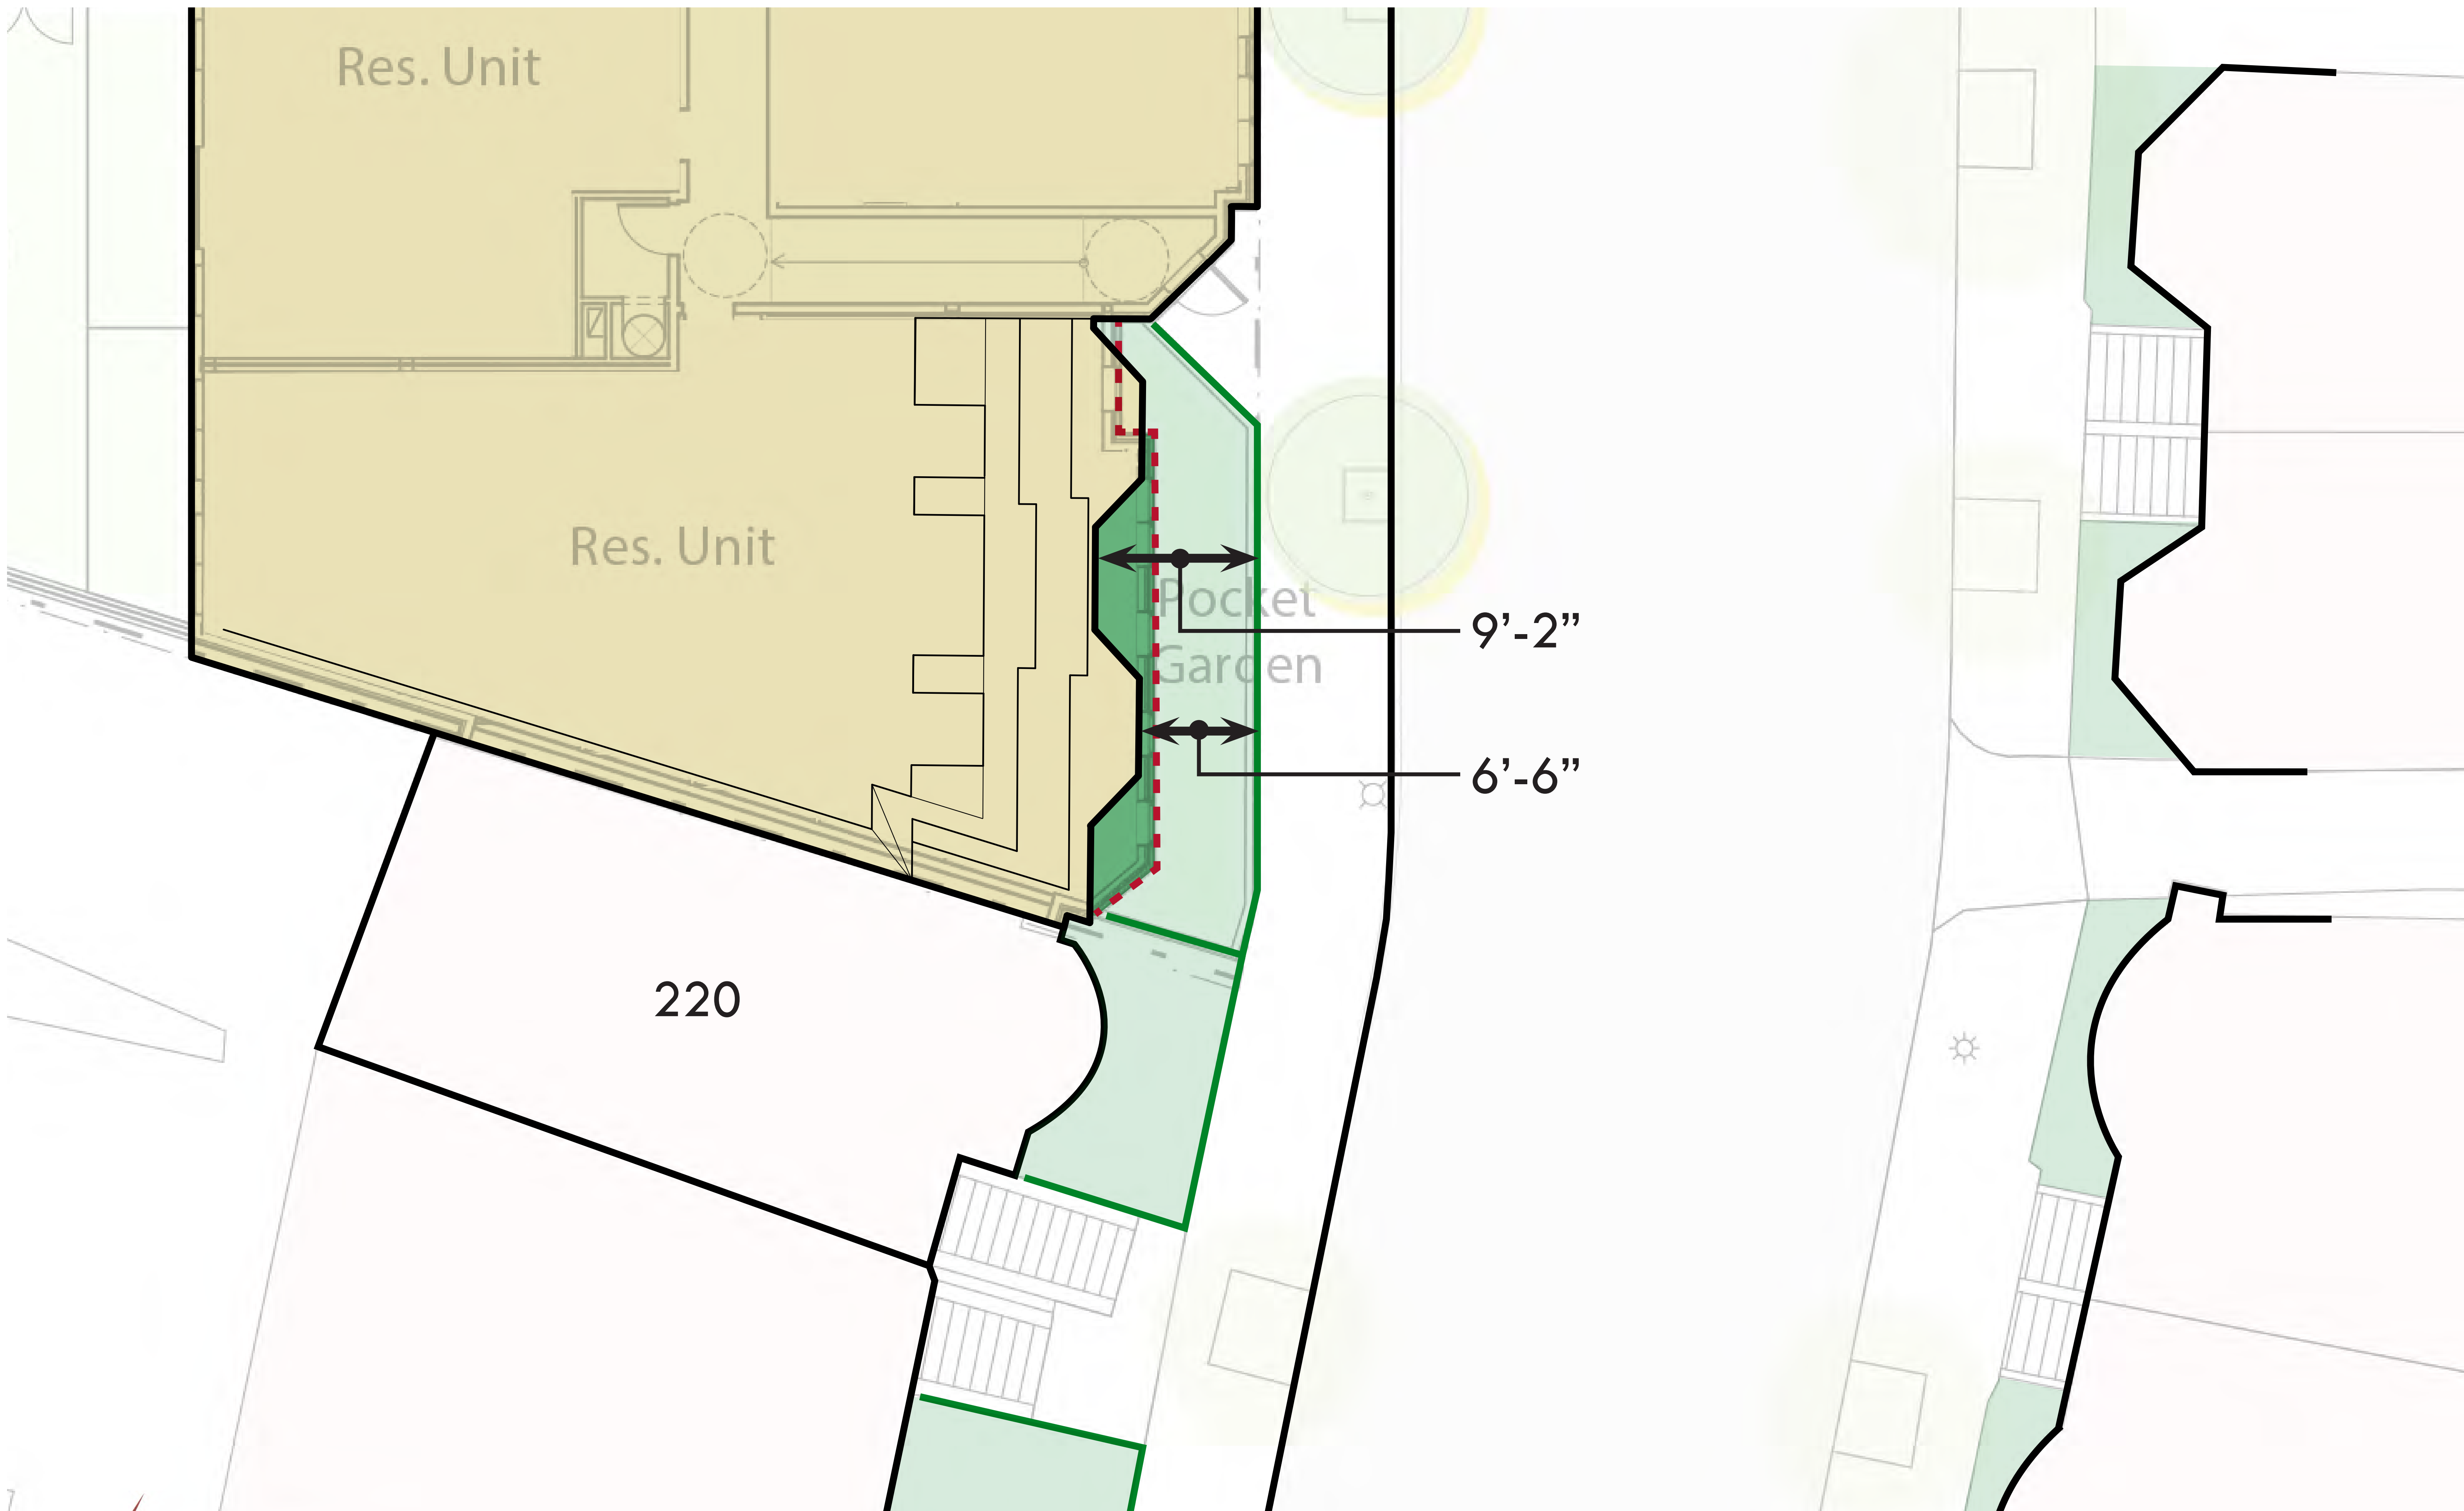 Res. Unit
Res. Unit
Pocket
Garden
9’-2”
6’-6”
220